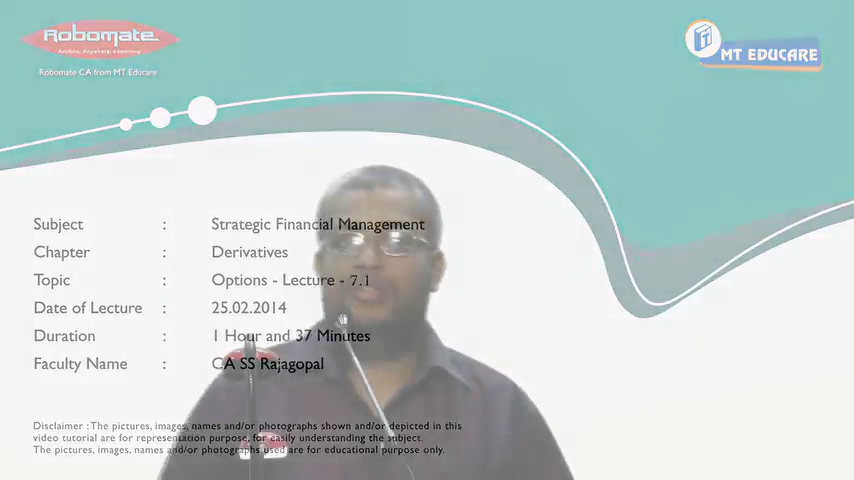 Robomate
Anytime, Anywhere, e-Learning
Robomate CA from MT Educare
MT EDUCARE
Subject : Strategic Financial Management
Chapter : Derivatives
Topic : Options - Lecture - 7.1
Date of Lecture : 25.02.2014
Duration : 1 Hour and 37 Minutes
Faculty Name : CA SS Rajagopal
Disclaimer : The pictures, images, names and/or photographs shown and/or depicted in this
video tutorial are for representation purpose, for easily understanding the subject.
The pictures, images, names and/or photographs used are for educational purpose only.